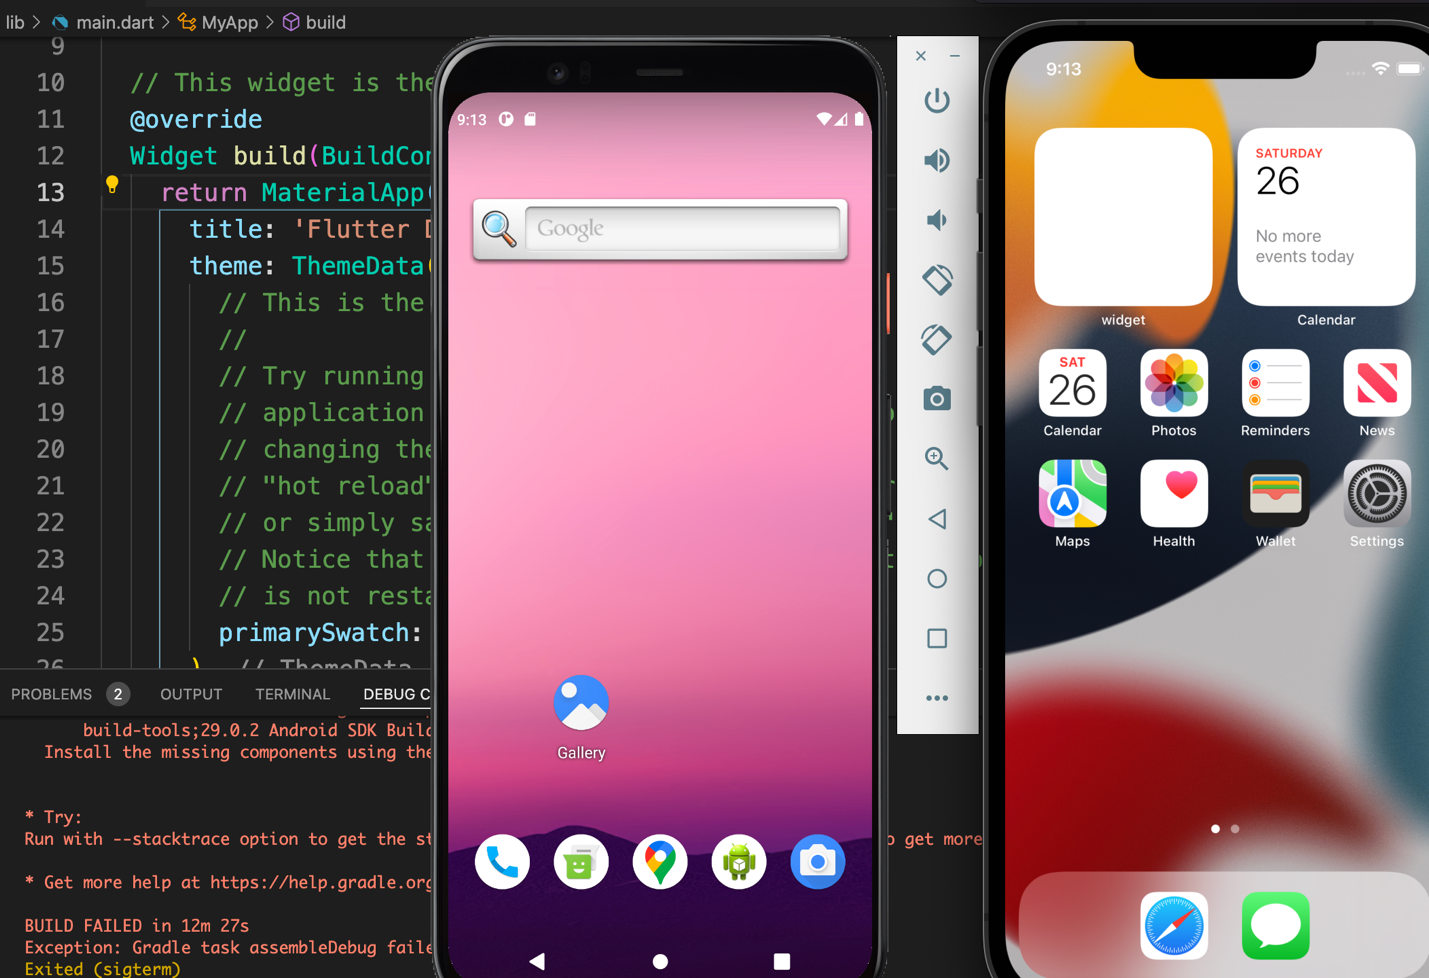 lib > main.dart > MyApp > build
9
10 // This widget is the
11 @override
12 Widget build(BuildCon
13 return MaterialApp(
14 title: 'Flutter D
15 theme: ThemeData(
16 // This is the
17 //
18 // Try running
19 // application
20 // changing the
21 // "hot reload"
22 // or simply sa
23 // Notice that
24 // is not resta
25 primarySwatch:
26 ) // ThemeData
PROBLEMS 2 OUTPUT TERMINAL DEBUG C
build-tools;29.0.2 Android SDK Build
Install the missing components using the
* Try:
Run with --stacktrace option to get the st
o get more
* Get more help at https://help.gradle.org
BUILD FAILED in 12m 27s
Exception: Gradle task assembleDebug faile
Exited (sigterm)
9:13
Google
Gallery
9:13
SATURDAY
26
No more
events today
widget Calendar
SAT
26
Calendar Photos Reminders News
Maps Health Wallet Settings